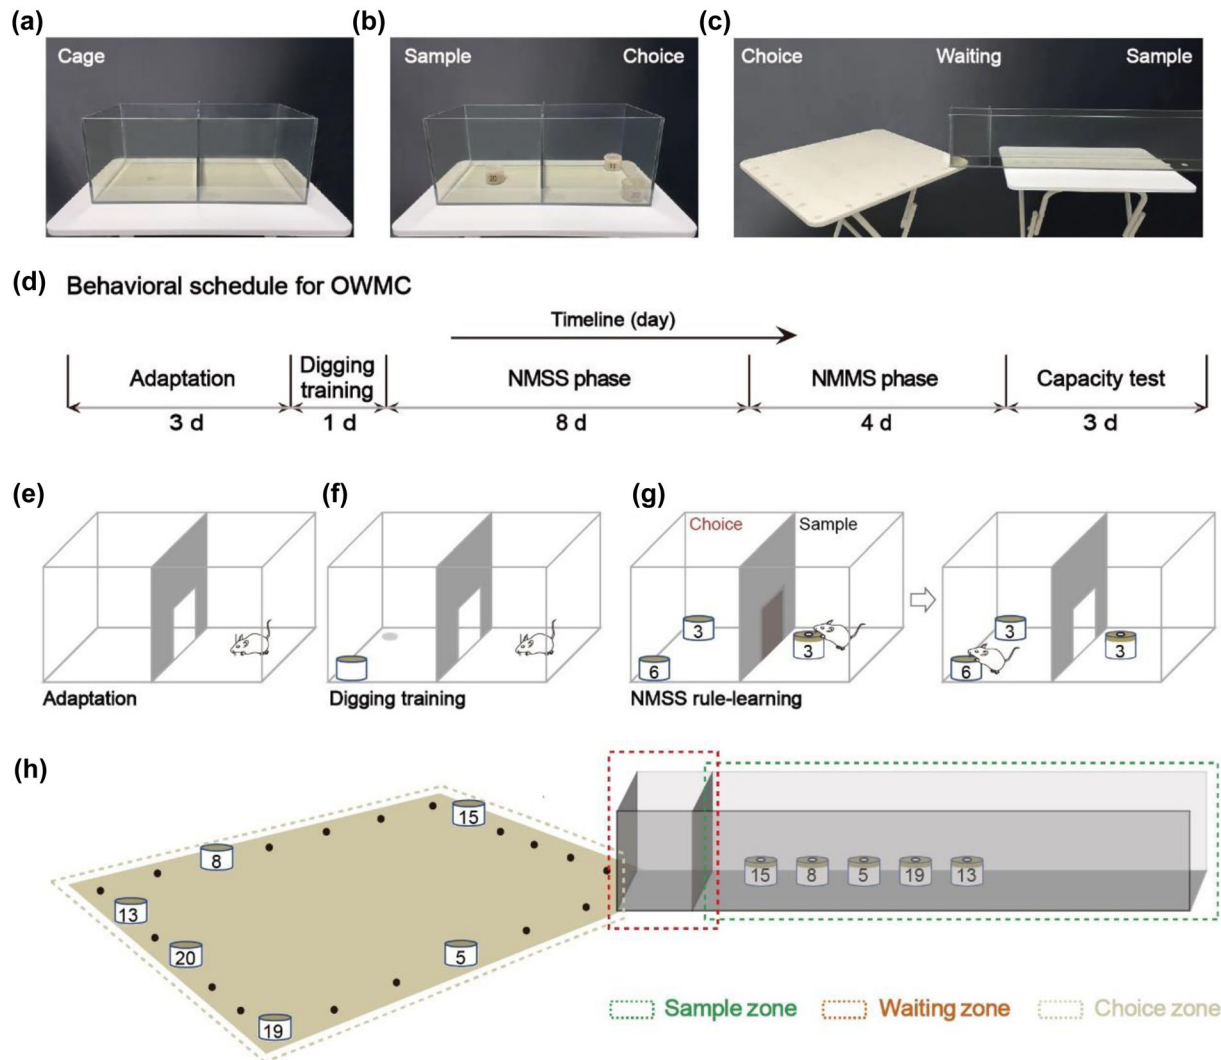 (a)
Cage
(b)
Sample
Choice
(c)
Choice
Waiting
Sample
(d)
Behavioral schedule for OWMC
Timeline (day)
Adaptation
Digging
training
NMSS phase
NMMS phase
Capacity test
3 d
1 d
8 d
4 d
3 d
(e)
Adaptation
(f)
Digging training
(g)
Choice
Sample
3
6
3
3
6
3
NMSS rule-learning
(h)
15
8
13
20
5
19
15
8
5
19
13
Sample zone
Waiting zone
Choice zone